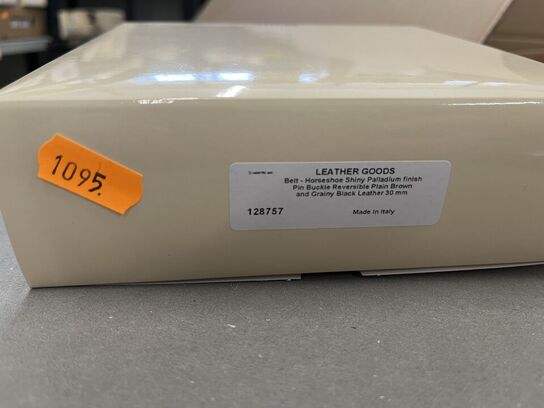 1095.
LEATHER GOODS
Belt - Horseshoe Shiny Palladium finish
Pin Buckle Reversible Plain Brown
and Grainy Black Leather 30 mm
128757 Made in Italy